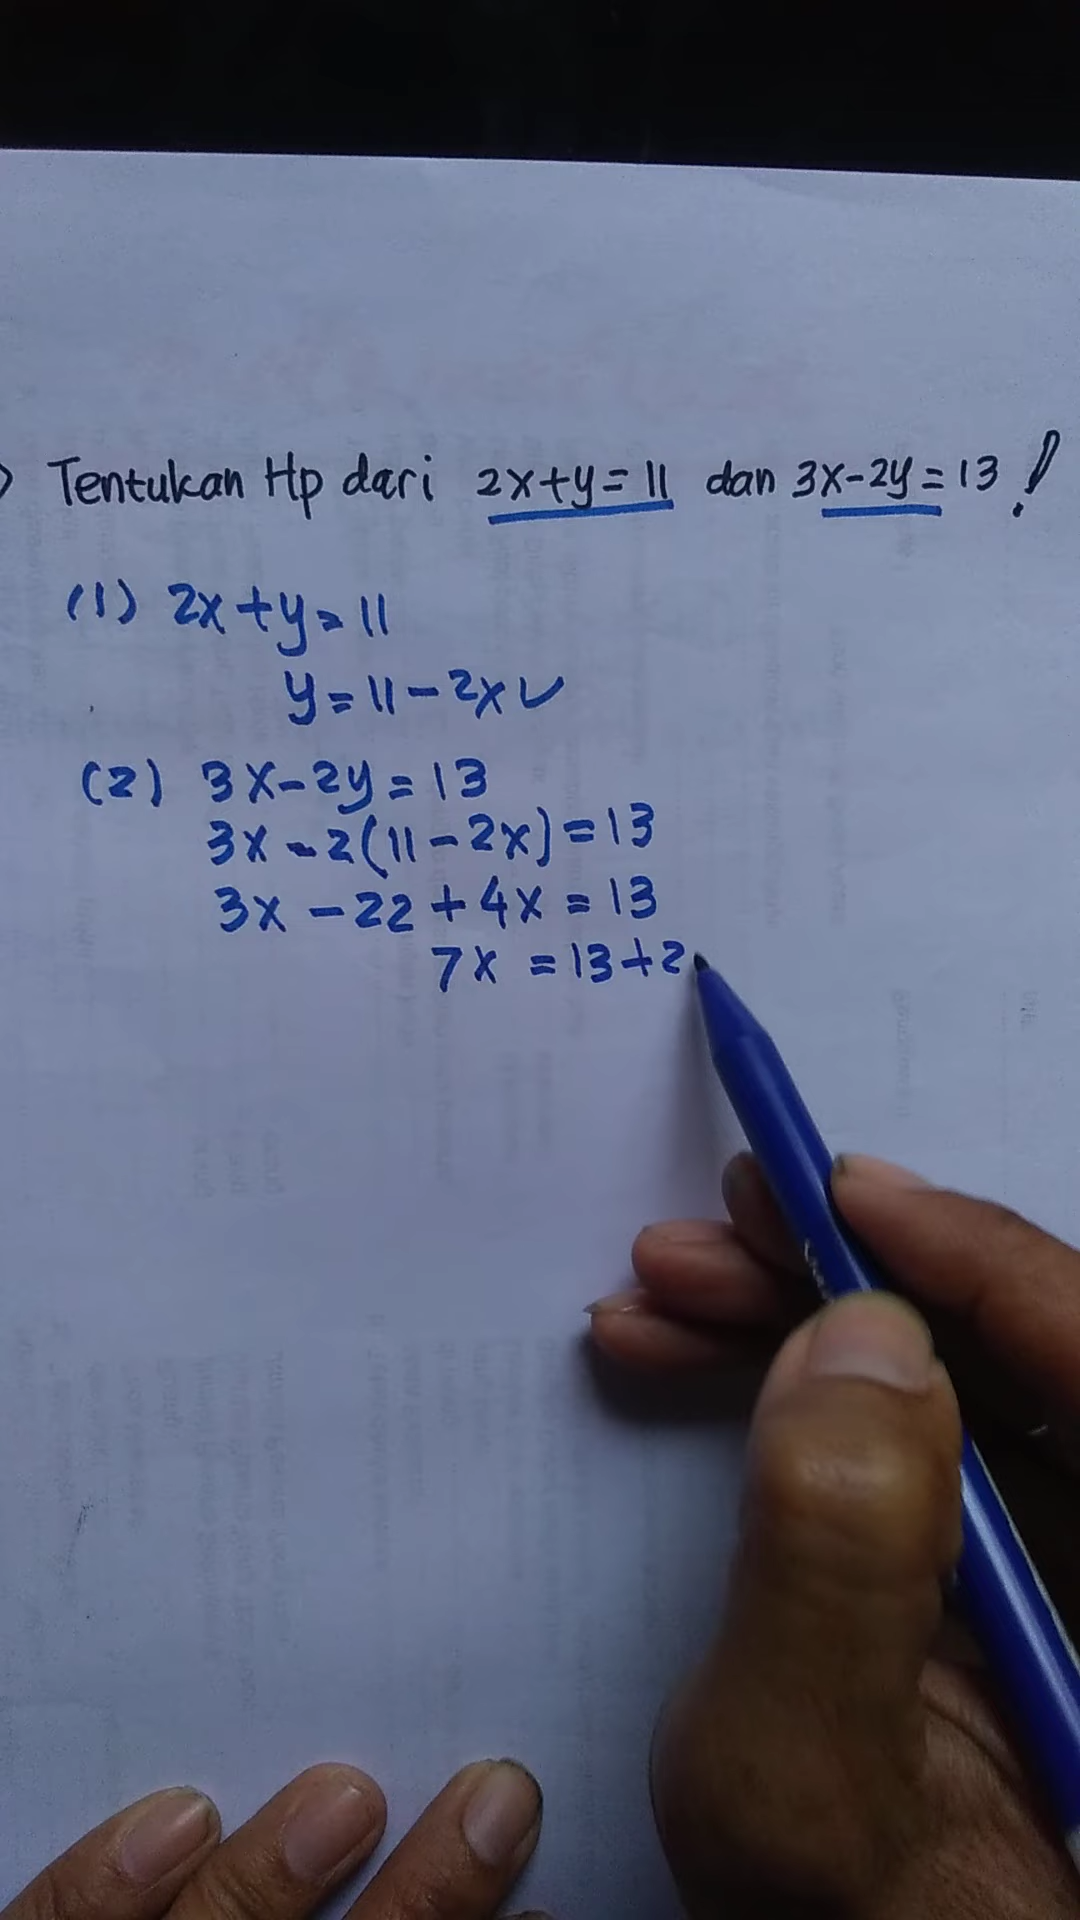 Tentukan Hp dari 2x+y=11 dan 3x-2y=13!
(1) 2x+y=11
y=11-2x✓
(2) 3x-2y=13
3x-2(11-2x)=13
3x-22+4x=13
7x=13+2